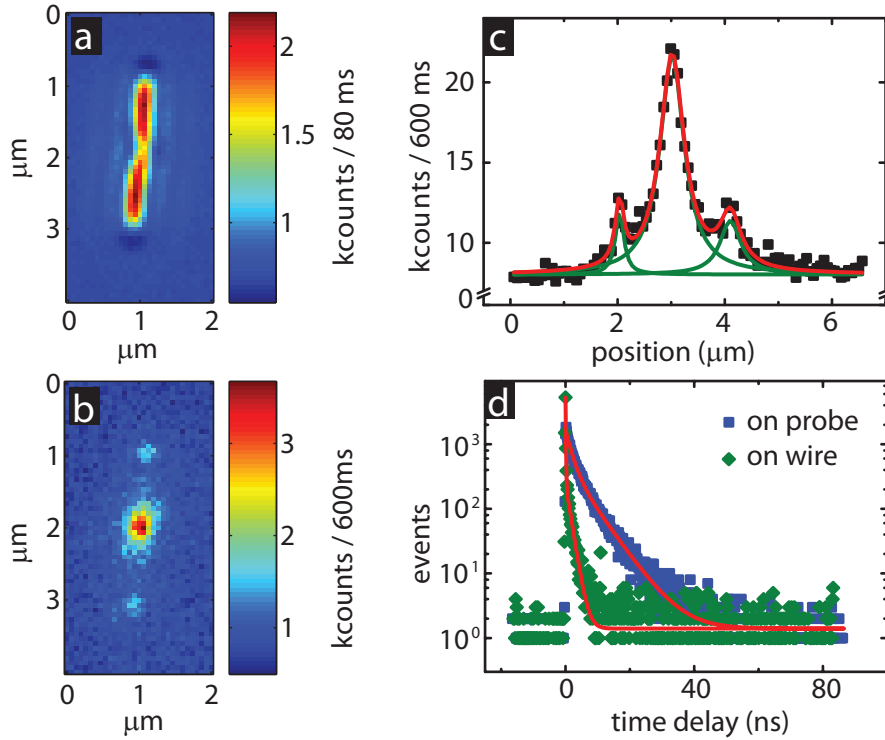 a
0
1
2
3
μm
0
1
2
μm
2
1.5
1
kcounts / 80 ms
b
0
1
2
3
μm
0
1
2
μm
3
2
1
kcounts / 600ms
c
20
15
10
0
kcounts / 600 ms
0
2
4
6
position (μm)
d
10³
10²
10¹
10⁰
events
on probe
on wire
0
40
80
time delay (ns)